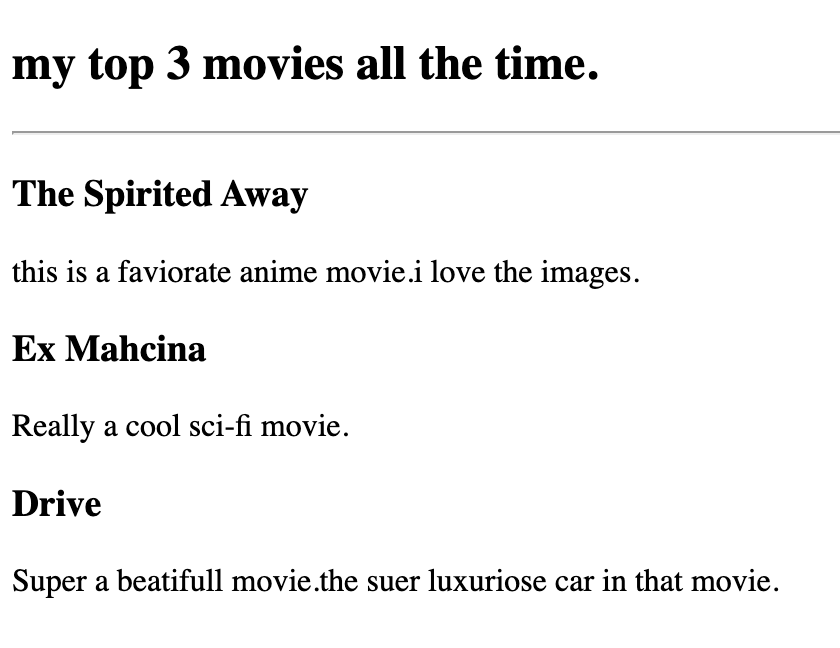 my top 3 movies all the time.
The Spirited Away
this is a faviorate anime movie.i love the images.
Ex Mahcina
Really a cool sci-fi movie.
Drive
Super a beatifull movie.the suer luxuriose car in that movie.